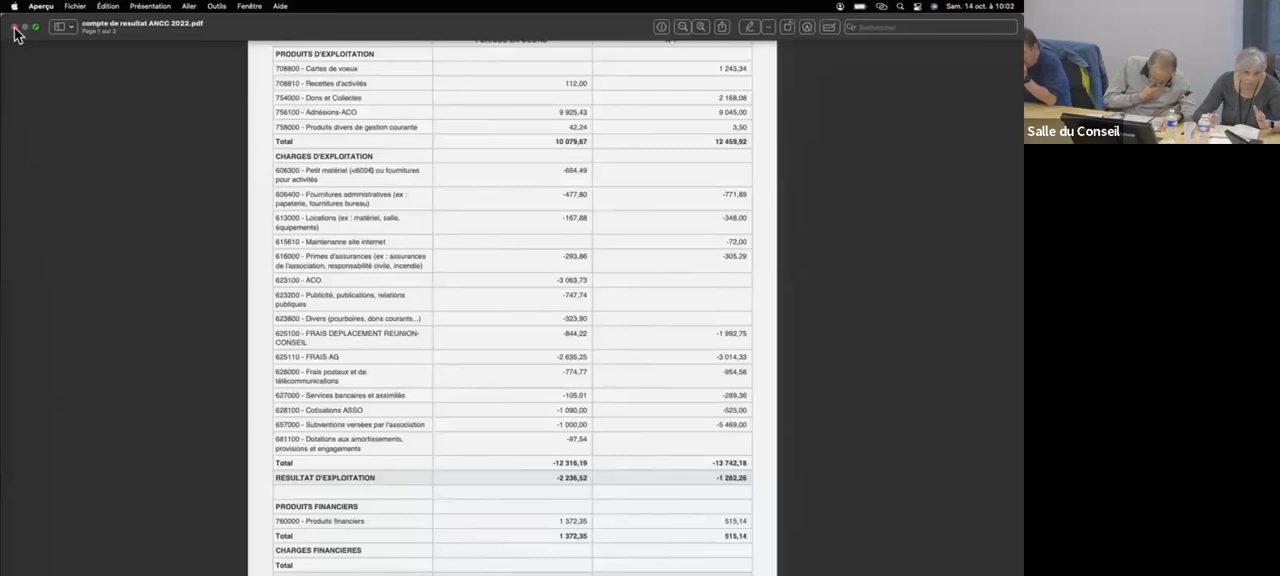 Aperçu Fichier Édition Présentation Aller Outils Fenêtre Aide Sam. 14 oct. à 10:02
compte de resultat ANCC 2022.pdf
Page 1 sur 2
Rechercher
PRODUITS D'EXPLOITATION
708800 - Cartes de voeux 1 243,34
708810 - Recettes d'activités 112,00
754000 - Dons et Collectes 2 168,08
756100 - Adhésions-ACO 9 925,43 9 045,00
758000 - Produits divers de gestion courante 42,24 3,50
Total 10 079,67 12 459,92
CHARGES D'EXPLOITATION
606300 - Petit matériel (<600€) ou fournitures
pour activités -694,49
606400 - Fournitures administratives (ex :
papeterie, fournitures bureau) -477,80 -771,89
613000 - Locations (ex : matériel, salle,
équipements) -167,88 -348,00
615610 - Maintenance site internet -72,00
616000 - Primes d'assurances (ex : assurances
de l'association, responsabilité civile, incendie) -293,86 -305,29
623100 - ACO -3 063,73
623200 - Publicité, publications, relations
publiques -747,74
623800 - Divers (pourboires, dons courants...) -323,90
625100 - FRAIS DEPLACEMENT REUNION-
CONSEIL -844,22 -1 992,75
625110 - FRAIS AG -2 635,25 -3 014,33
626000 - Frais postaux et de
télécommunications -774,77 -954,56
627000 - Services bancaires et assimilés -105,01 -289,36
628100 - Cotisations ASSO -1 090,00 -525,00
657000 - Subventions versées par l'association -1 000,00 -5 469,00
681100 - Dotations aux amortissements,
provisions et engagements -97,54
Total -12 316,19 -13 742,18
RESULTAT D'EXPLOITATION -2 236,52 -1 282,26
PRODUITS FINANCIERS
760000 - Produits financiers 1 372,35 515,14
Total 1 372,35 515,14
CHARGES FINANCIERES
Total
Salle du Conseil